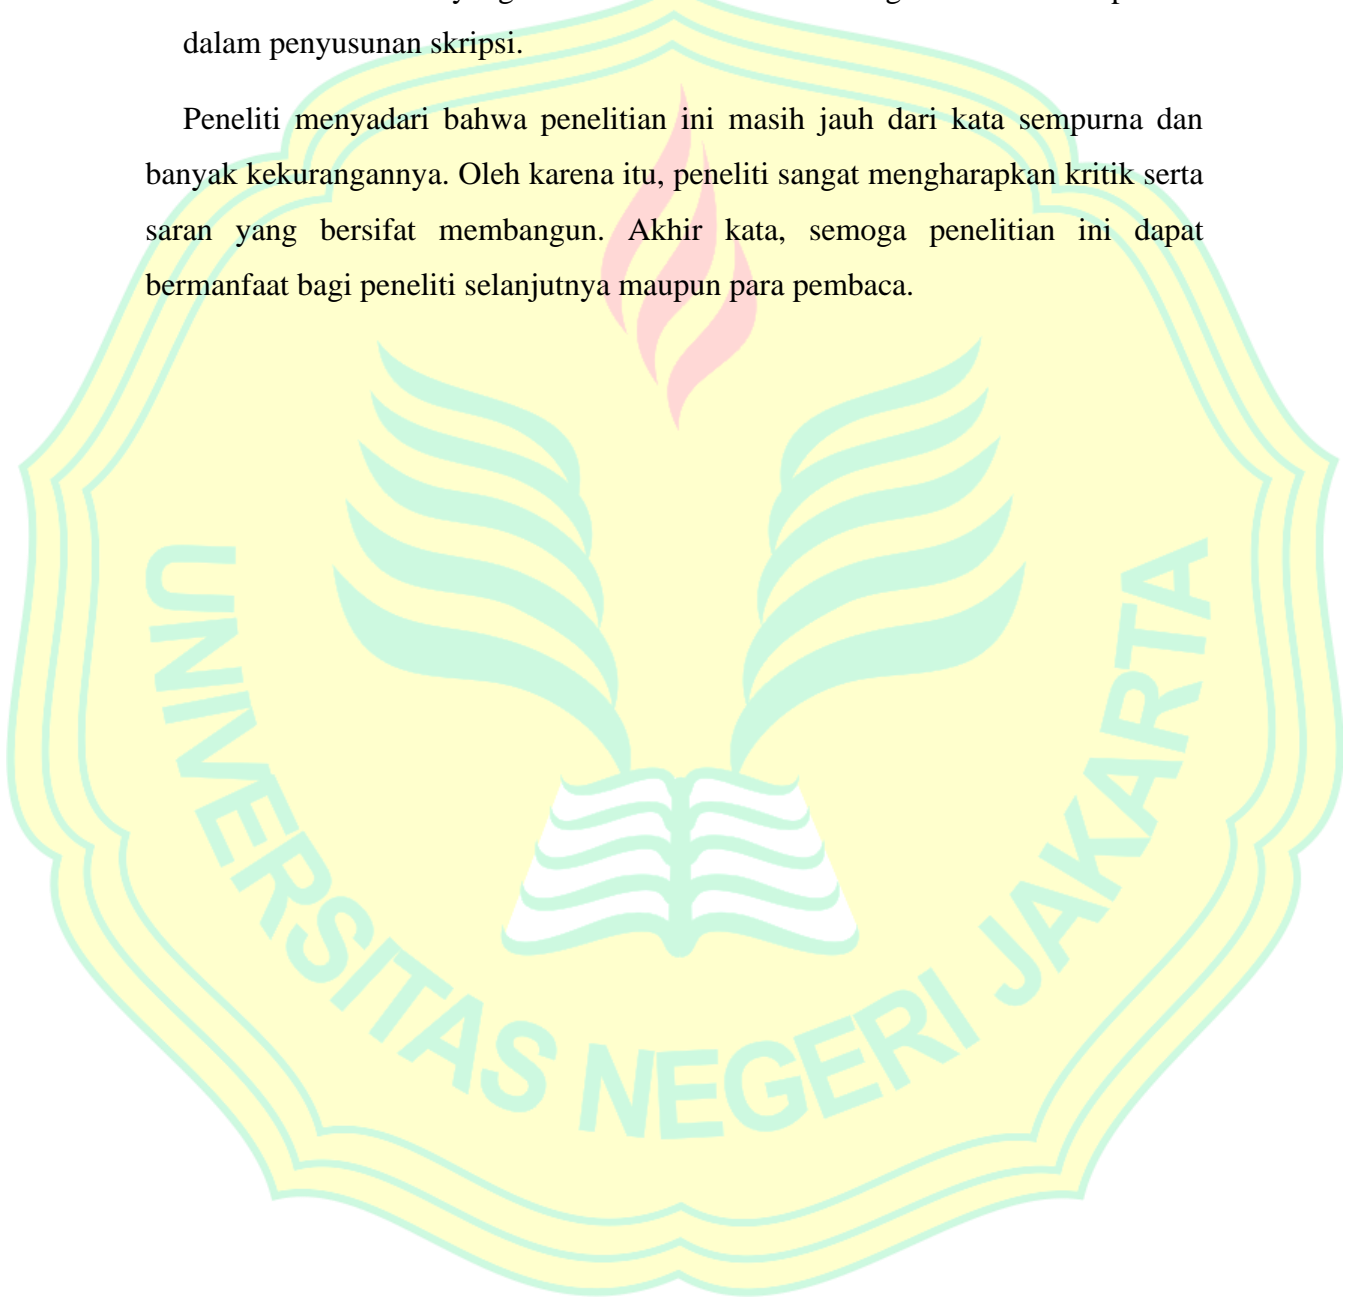 dalam penyusunan skripsi.
Peneliti menyadari bahwa penelitian ini masih jauh dari kata sempurna dan
banyak kekurangannya. Oleh karena itu, peneliti sangat mengharapkan kritik serta
saran yang bersifat membangun. Akhir kata, semoga penelitian ini dapat
bermanfaat bagi peneliti selanjutnya maupun para pembaca.
UNIVERSITAS NEGERI JAKARTA